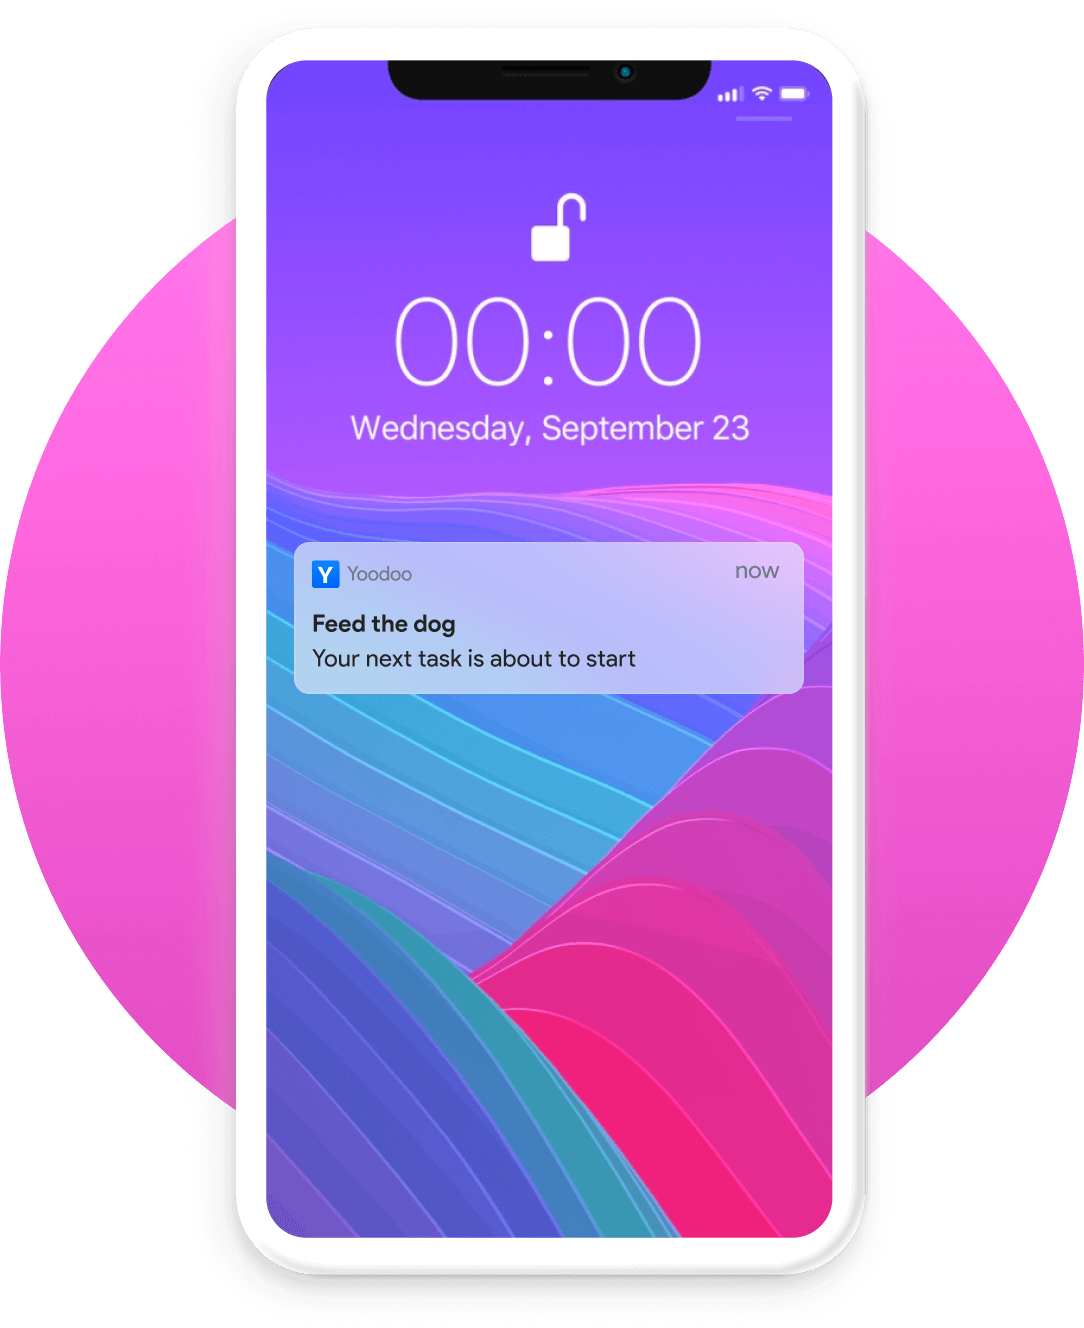 00:00
Wednesday, September 23
Y Yoodoo now
Feed the dog
Your next task is about to start